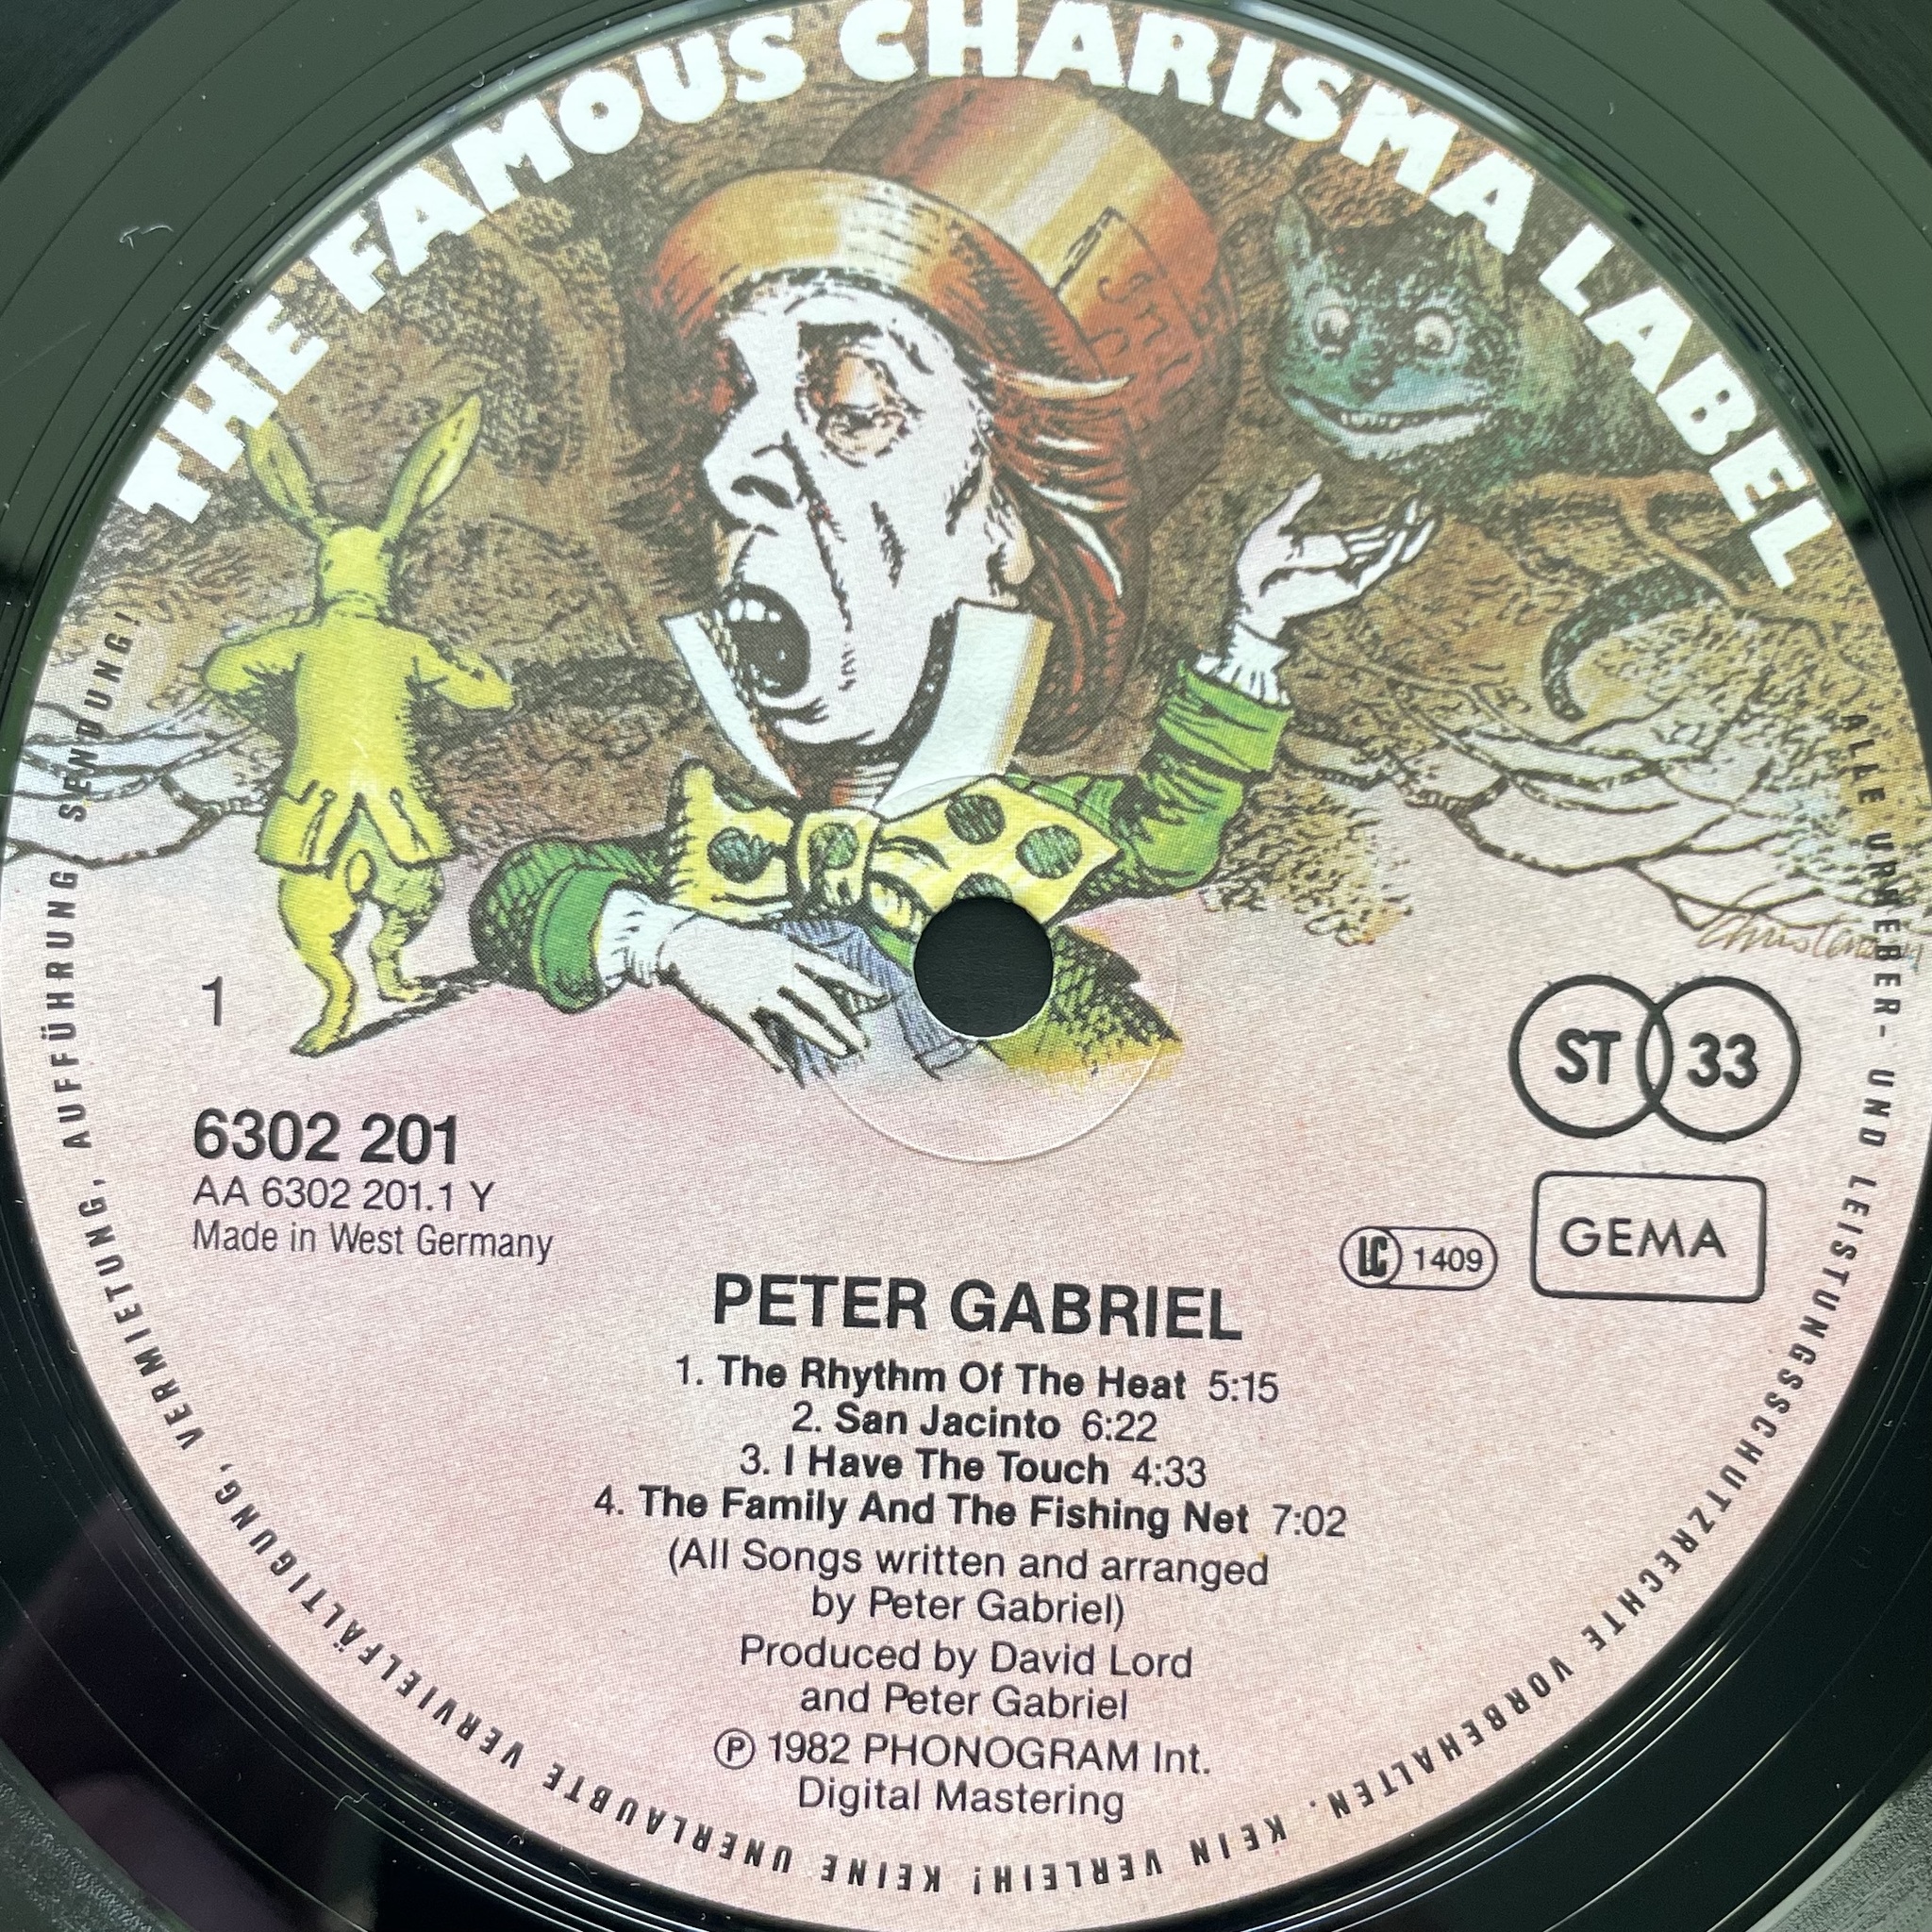 THE FAMOUS CHARISMA LABEL
1
ST 33
6302 201
AA 6302 201.1 Y
Made in West Germany
LC 1409
GEMA
PETER GABRIEL
1. The Rhythm Of The Heat 5:15
2. San Jacinto 6:22
3. I Have The Touch 4:33
4. The Family And The Fishing Net 7:02
(All Songs written and arranged
by Peter Gabriel)
Produced by David Lord
and Peter Gabriel
℗ 1982 PHONOGRAM Int.
Digital Mastering
ALLE URHEBER- UND LEISTUNGSSCHUTZRECHTE VORBEHALTEN. KEIN VERLEIH! KEINE UNERLAUBTE VERVIELFÄLTIGUNG, VERMIETUNG, AUFFÜHRUNG, SENDUNG!